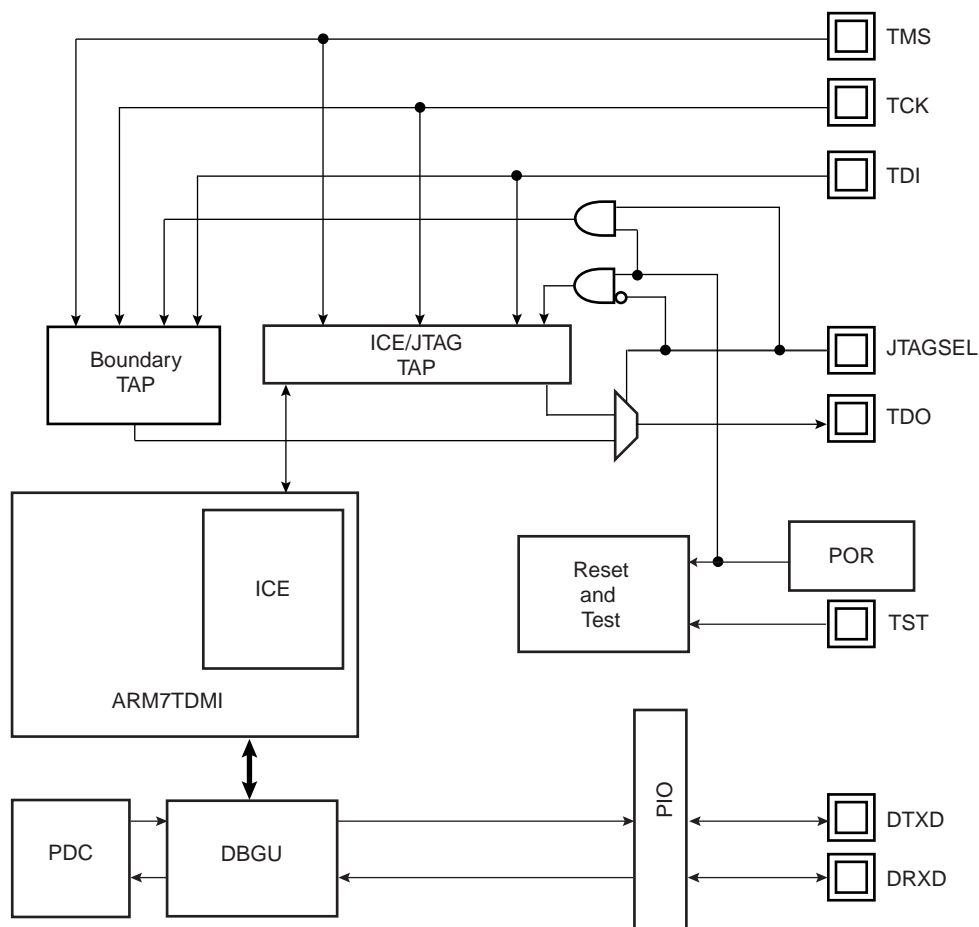 TMS
TCK
TDI
Boundary
TAP
ICE/JTAG
TAP
JTAGSEL
TDO
ICE
ARM7TDMI
Reset
and
Test
POR
TST
PDC
DBGU
PIO
DTXD
DRXD